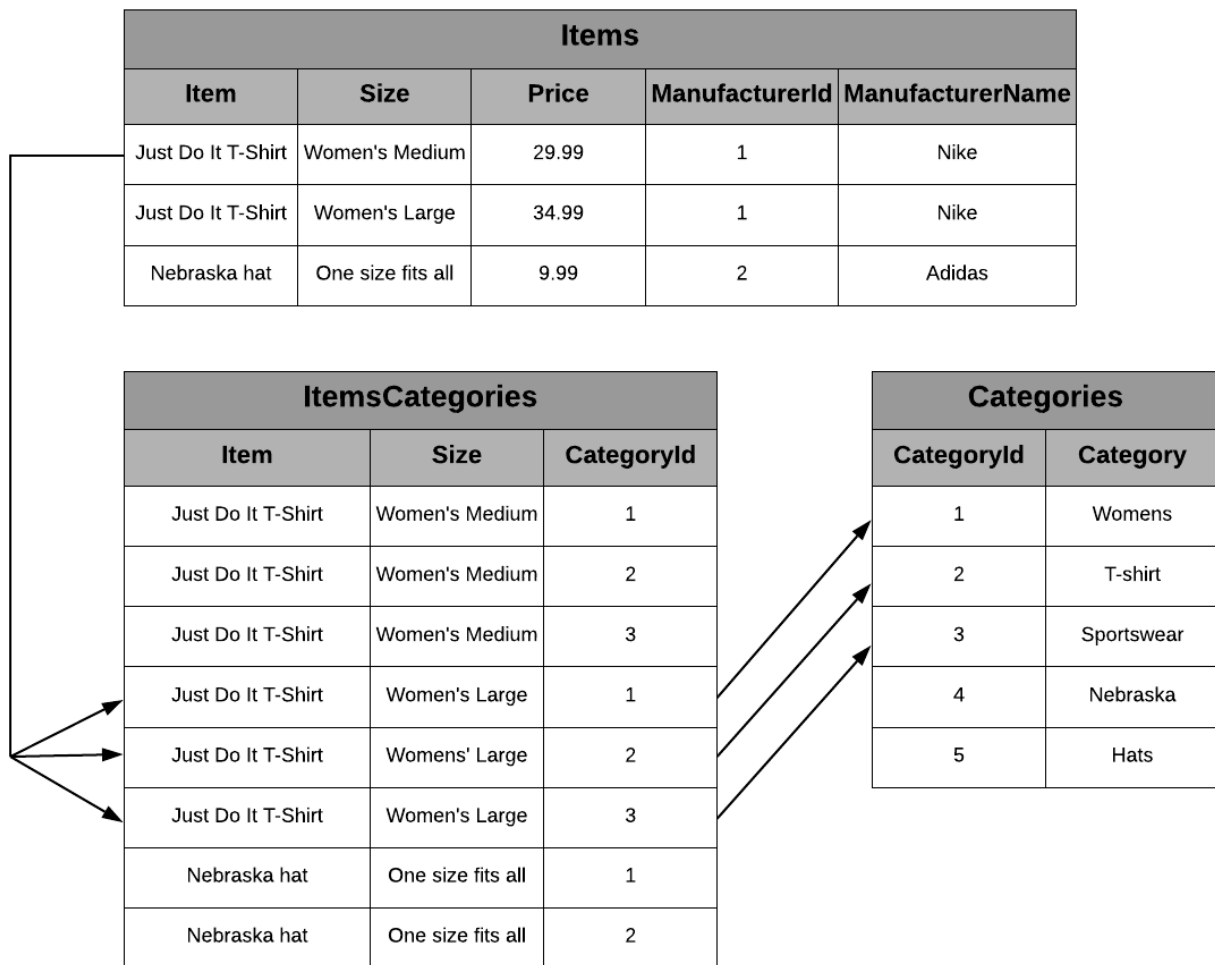 Items
Item Size Price ManufacturerId ManufacturerName
Just Do It T-Shirt Women's Medium 29.99 1 Nike
Just Do It T-Shirt Women's Large 34.99 1 Nike
Nebraska hat One size fits all 9.99 2 Adidas
ItemsCategories
Item Size CategoryId
Just Do It T-Shirt Women's Medium 1
Just Do It T-Shirt Women's Medium 2
Just Do It T-Shirt Women's Medium 3
Just Do It T-Shirt Women's Large 1
Just Do It T-Shirt Womens' Large 2
Just Do It T-Shirt Women's Large 3
Nebraska hat One size fits all 1
Nebraska hat One size fits all 2
Categories
CategoryId Category
1 Womens
2 T-shirt
3 Sportswear
4 Nebraska
5 Hats